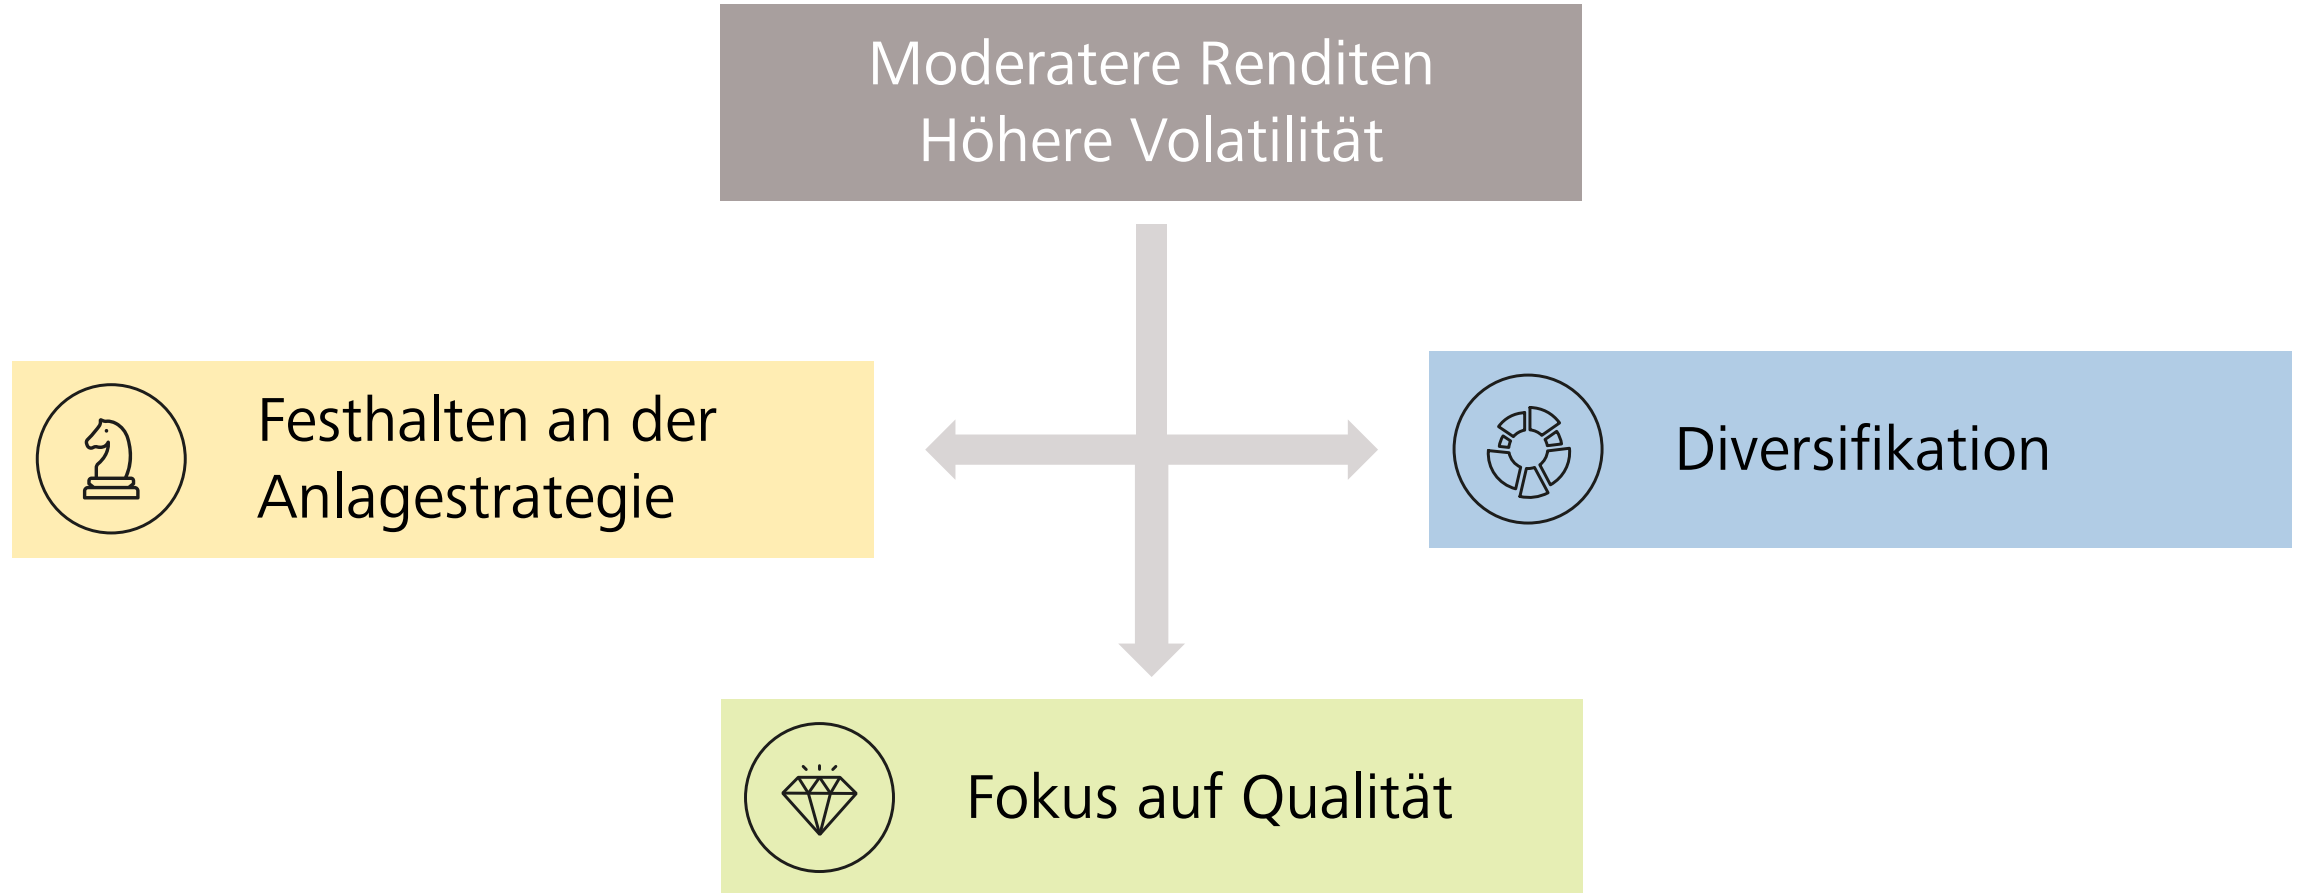 Moderatere Renditen
Höhere Volatilität
Festhalten an der
Anlagestrategie
Diversifikation
Fokus auf Qualität